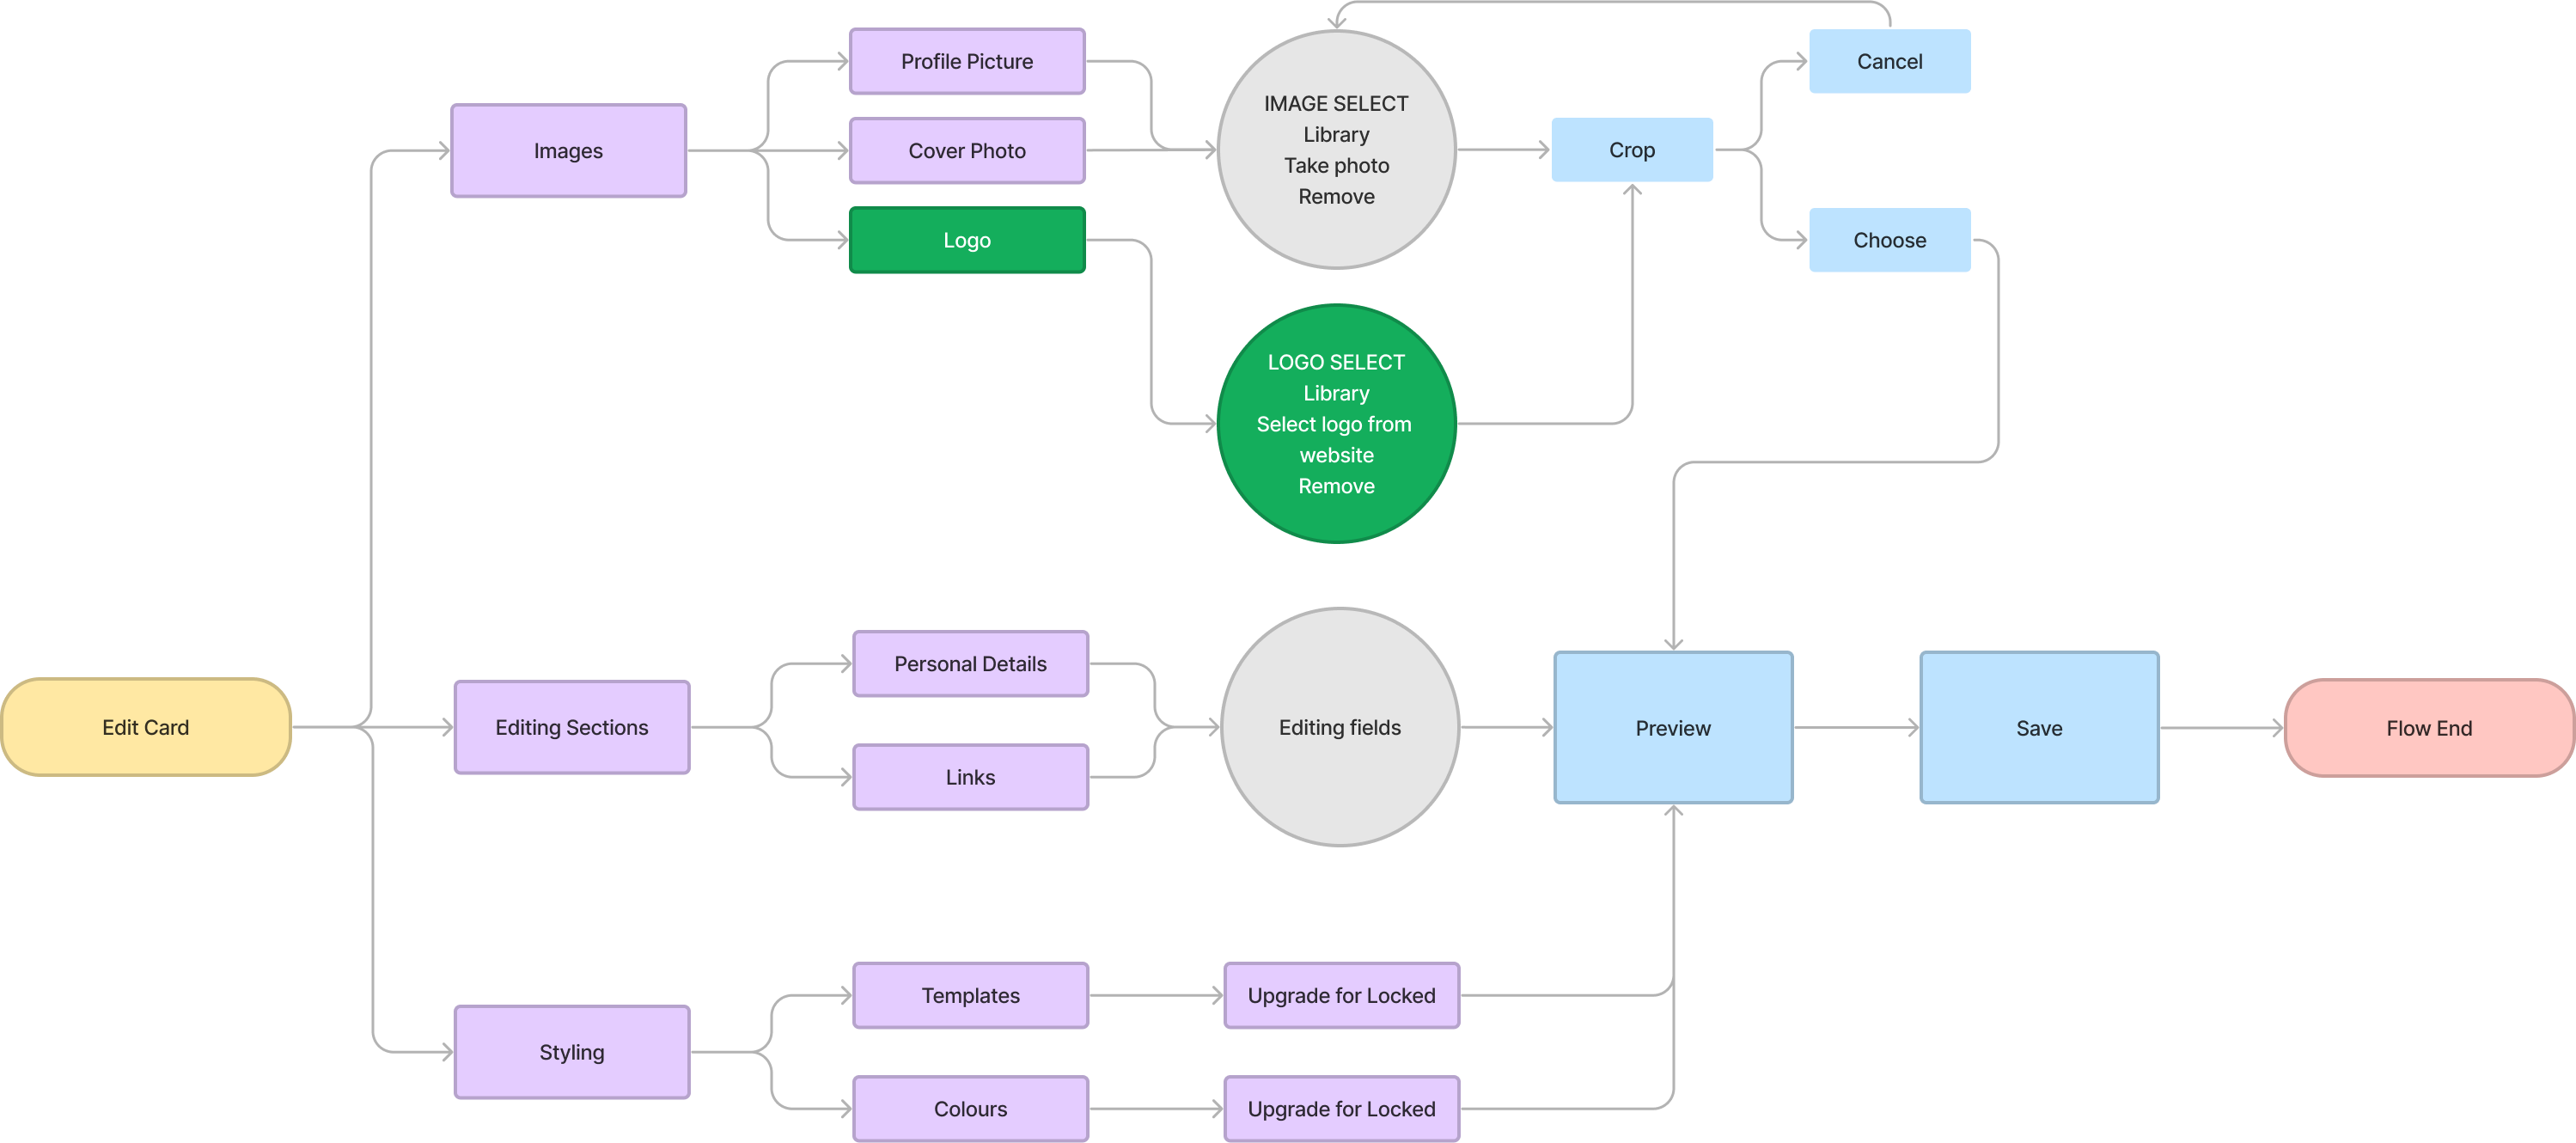 Profile Picture
Cancel
IMAGE SELECT
Library
Take photo
Remove
Images
Cover Photo
Crop
Logo
Choose
LOGO SELECT
Library
Select logo from
website
Remove
Personal Details
Edit Card
Editing Sections
Editing fields
Preview
Save
Flow End
Links
Templates
Upgrade for Locked
Styling
Colours
Upgrade for Locked